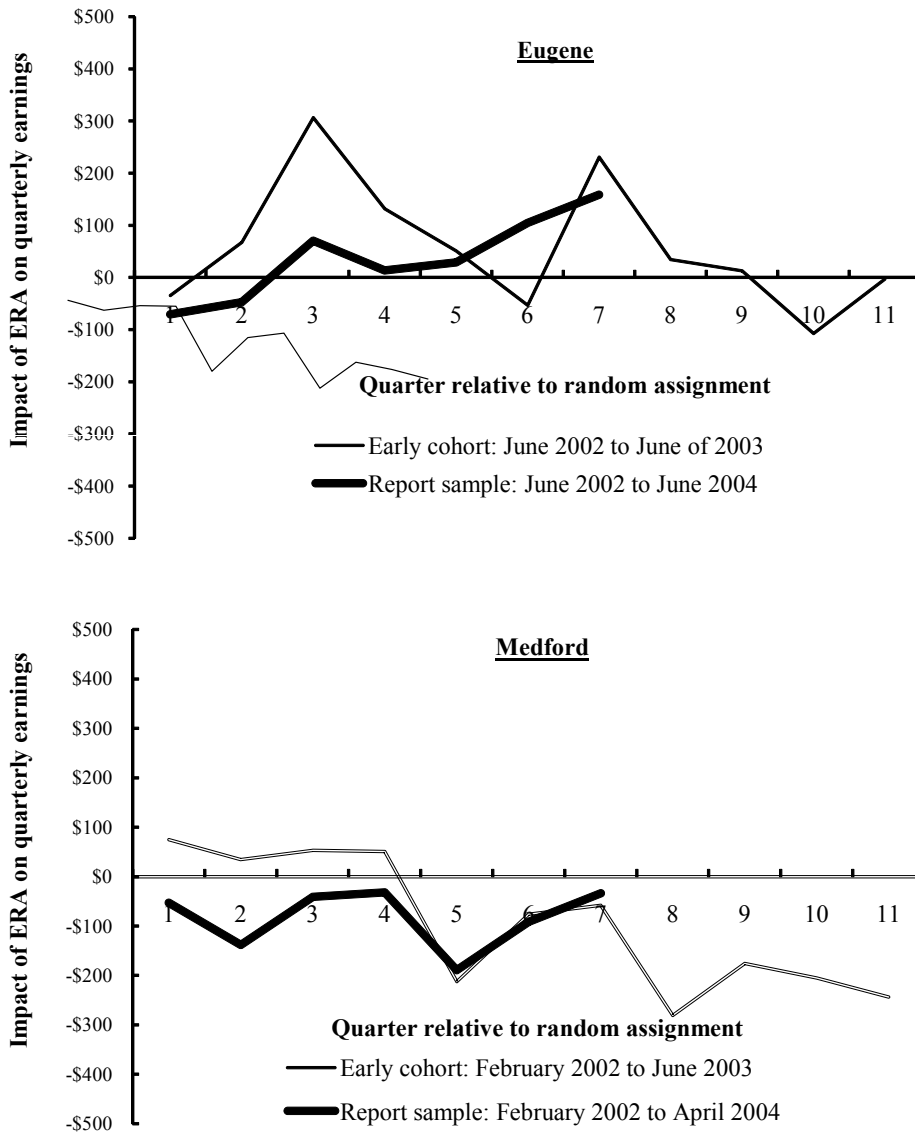 Eugene
Impact of ERA on quarterly earnings
$500
$400
$300
$200
$100
$0
-$100
-$200
-$300
-$400
-$500
1 2 3 4 5 6 7 8 9 10 11
Quarter relative to random assignment
Early cohort: June 2002 to June of 2003
Report sample: June 2002 to June 2004
Medford
Impact of ERA on quarterly earnings
$500
$400
$300
$200
$100
$0
-$100
-$200
-$300
-$400
-$500
1 2 3 4 5 6 7 8 9 10 11
Quarter relative to random assignment
Early cohort: February 2002 to June 2003
Report sample: February 2002 to April 2004